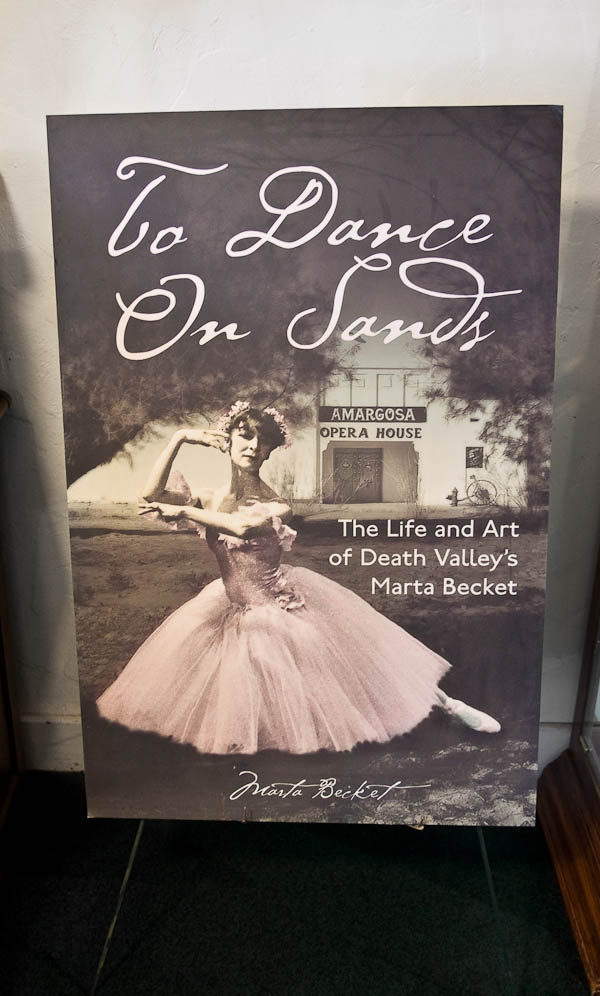 To Dance
On Sands
AMARGOSA
OPERA HOUSE
The Life and Art
of Death Valley's
Marta Becket
Marta Becket